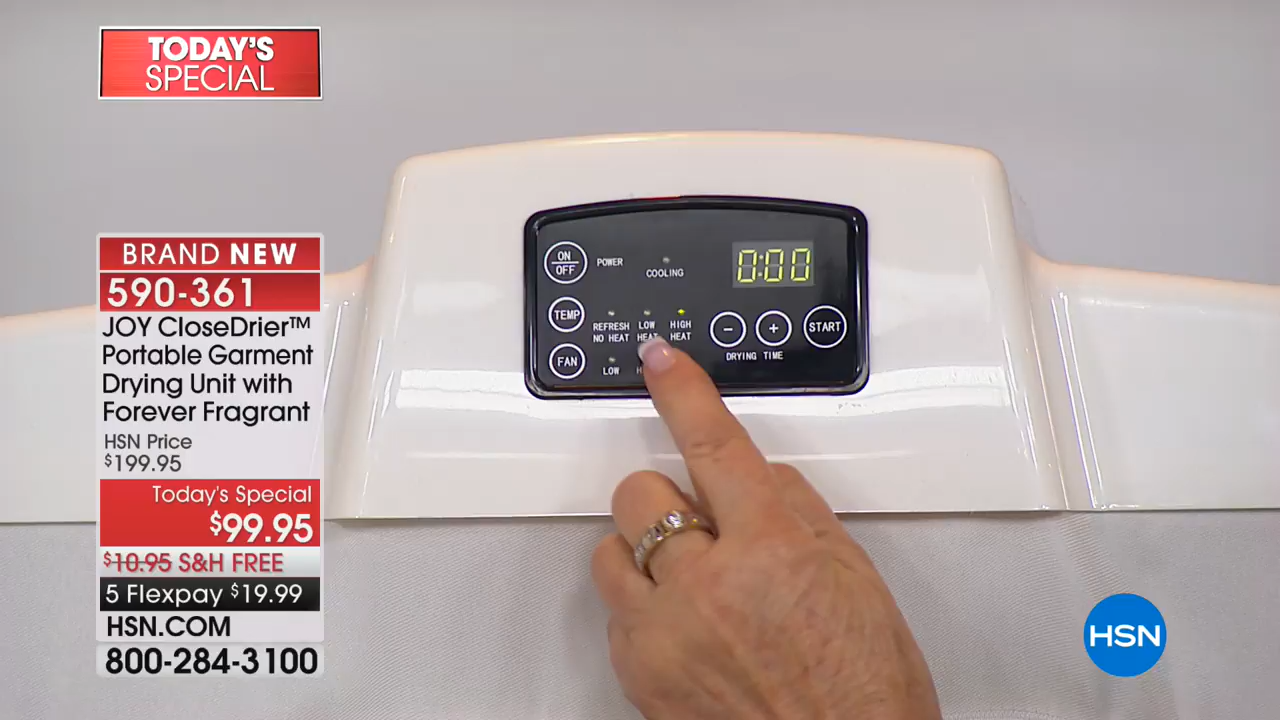 TODAY'S
SPECIAL
BRAND NEW
590-361
JOY CloseDrier™
Portable Garment
Drying Unit with
Forever Fragrant
HSN Price
$199.95
Today's Special
$99.95
$10.95 S&H FREE
5 Flexpay $19.99
HSN.COM
800-284-3100
ON
OFF
POWER
COOLING
0:00
TEMP
REFRESH
NO HEAT
LOW
HEAT
HIGH
HEAT
FAN
LOW
−
+
START
DRYING TIME
HSN